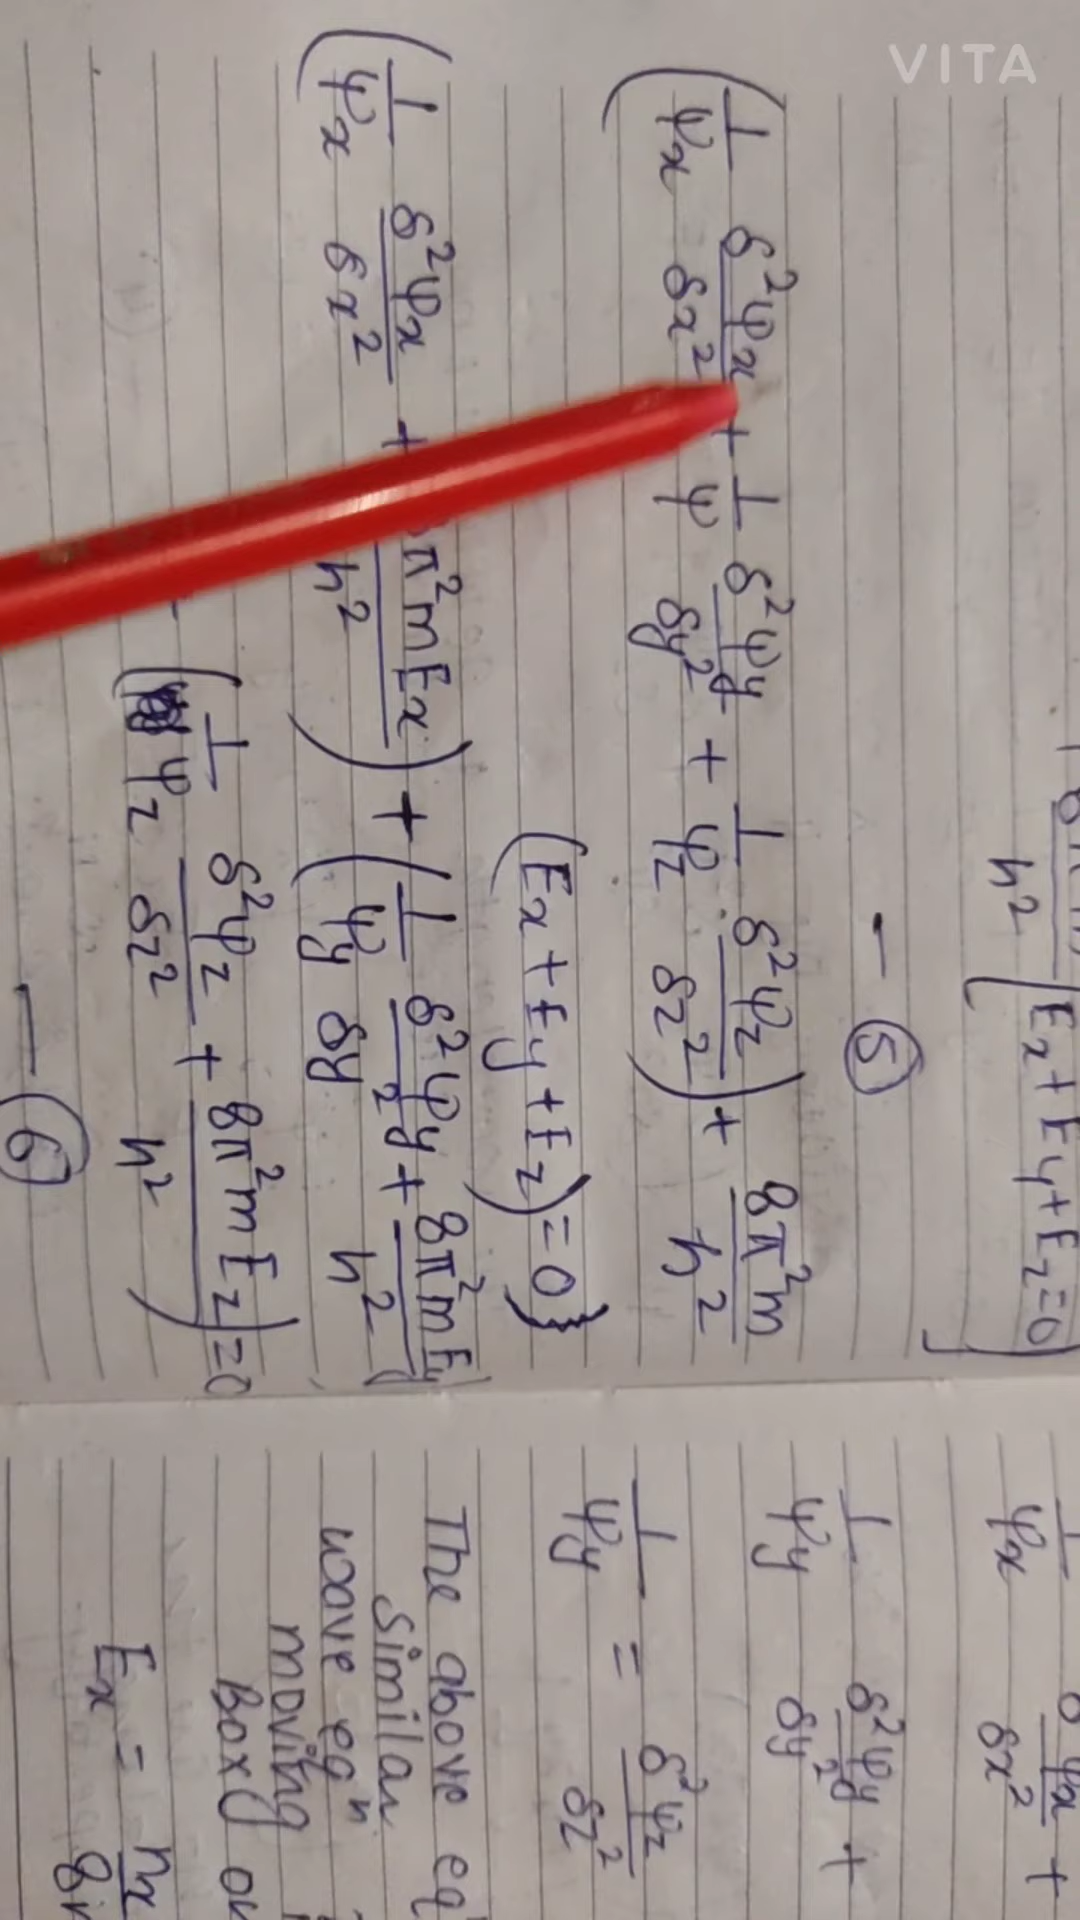 VITA
8π²m/h² [Ex + Ey + Ez = 0]
— ⑤
(1/ψx δ²ψx/δx² + 1/ψ δ²ψy/δy² + 1/ψz δ²ψz/δz²) + 8π²m/h²
(Ex + Ey + Ez) = 0}
(1/ψx δ²ψx/δx² + 8π²mEx/h²) + (1/ψy δ²ψy/δy² + 8π²mEy/h²)
(1/ψz δ²ψz/δz² + 8π²mEz/h²) = 0
— ⑥
1/ψx δ²ψx/δx² +
1/ψy δ²ψy/δy² +
1/ψy = δ²ψz/δz²
The above eqⁿ
similar
wave eqⁿ
moving
box)
Ex = nx